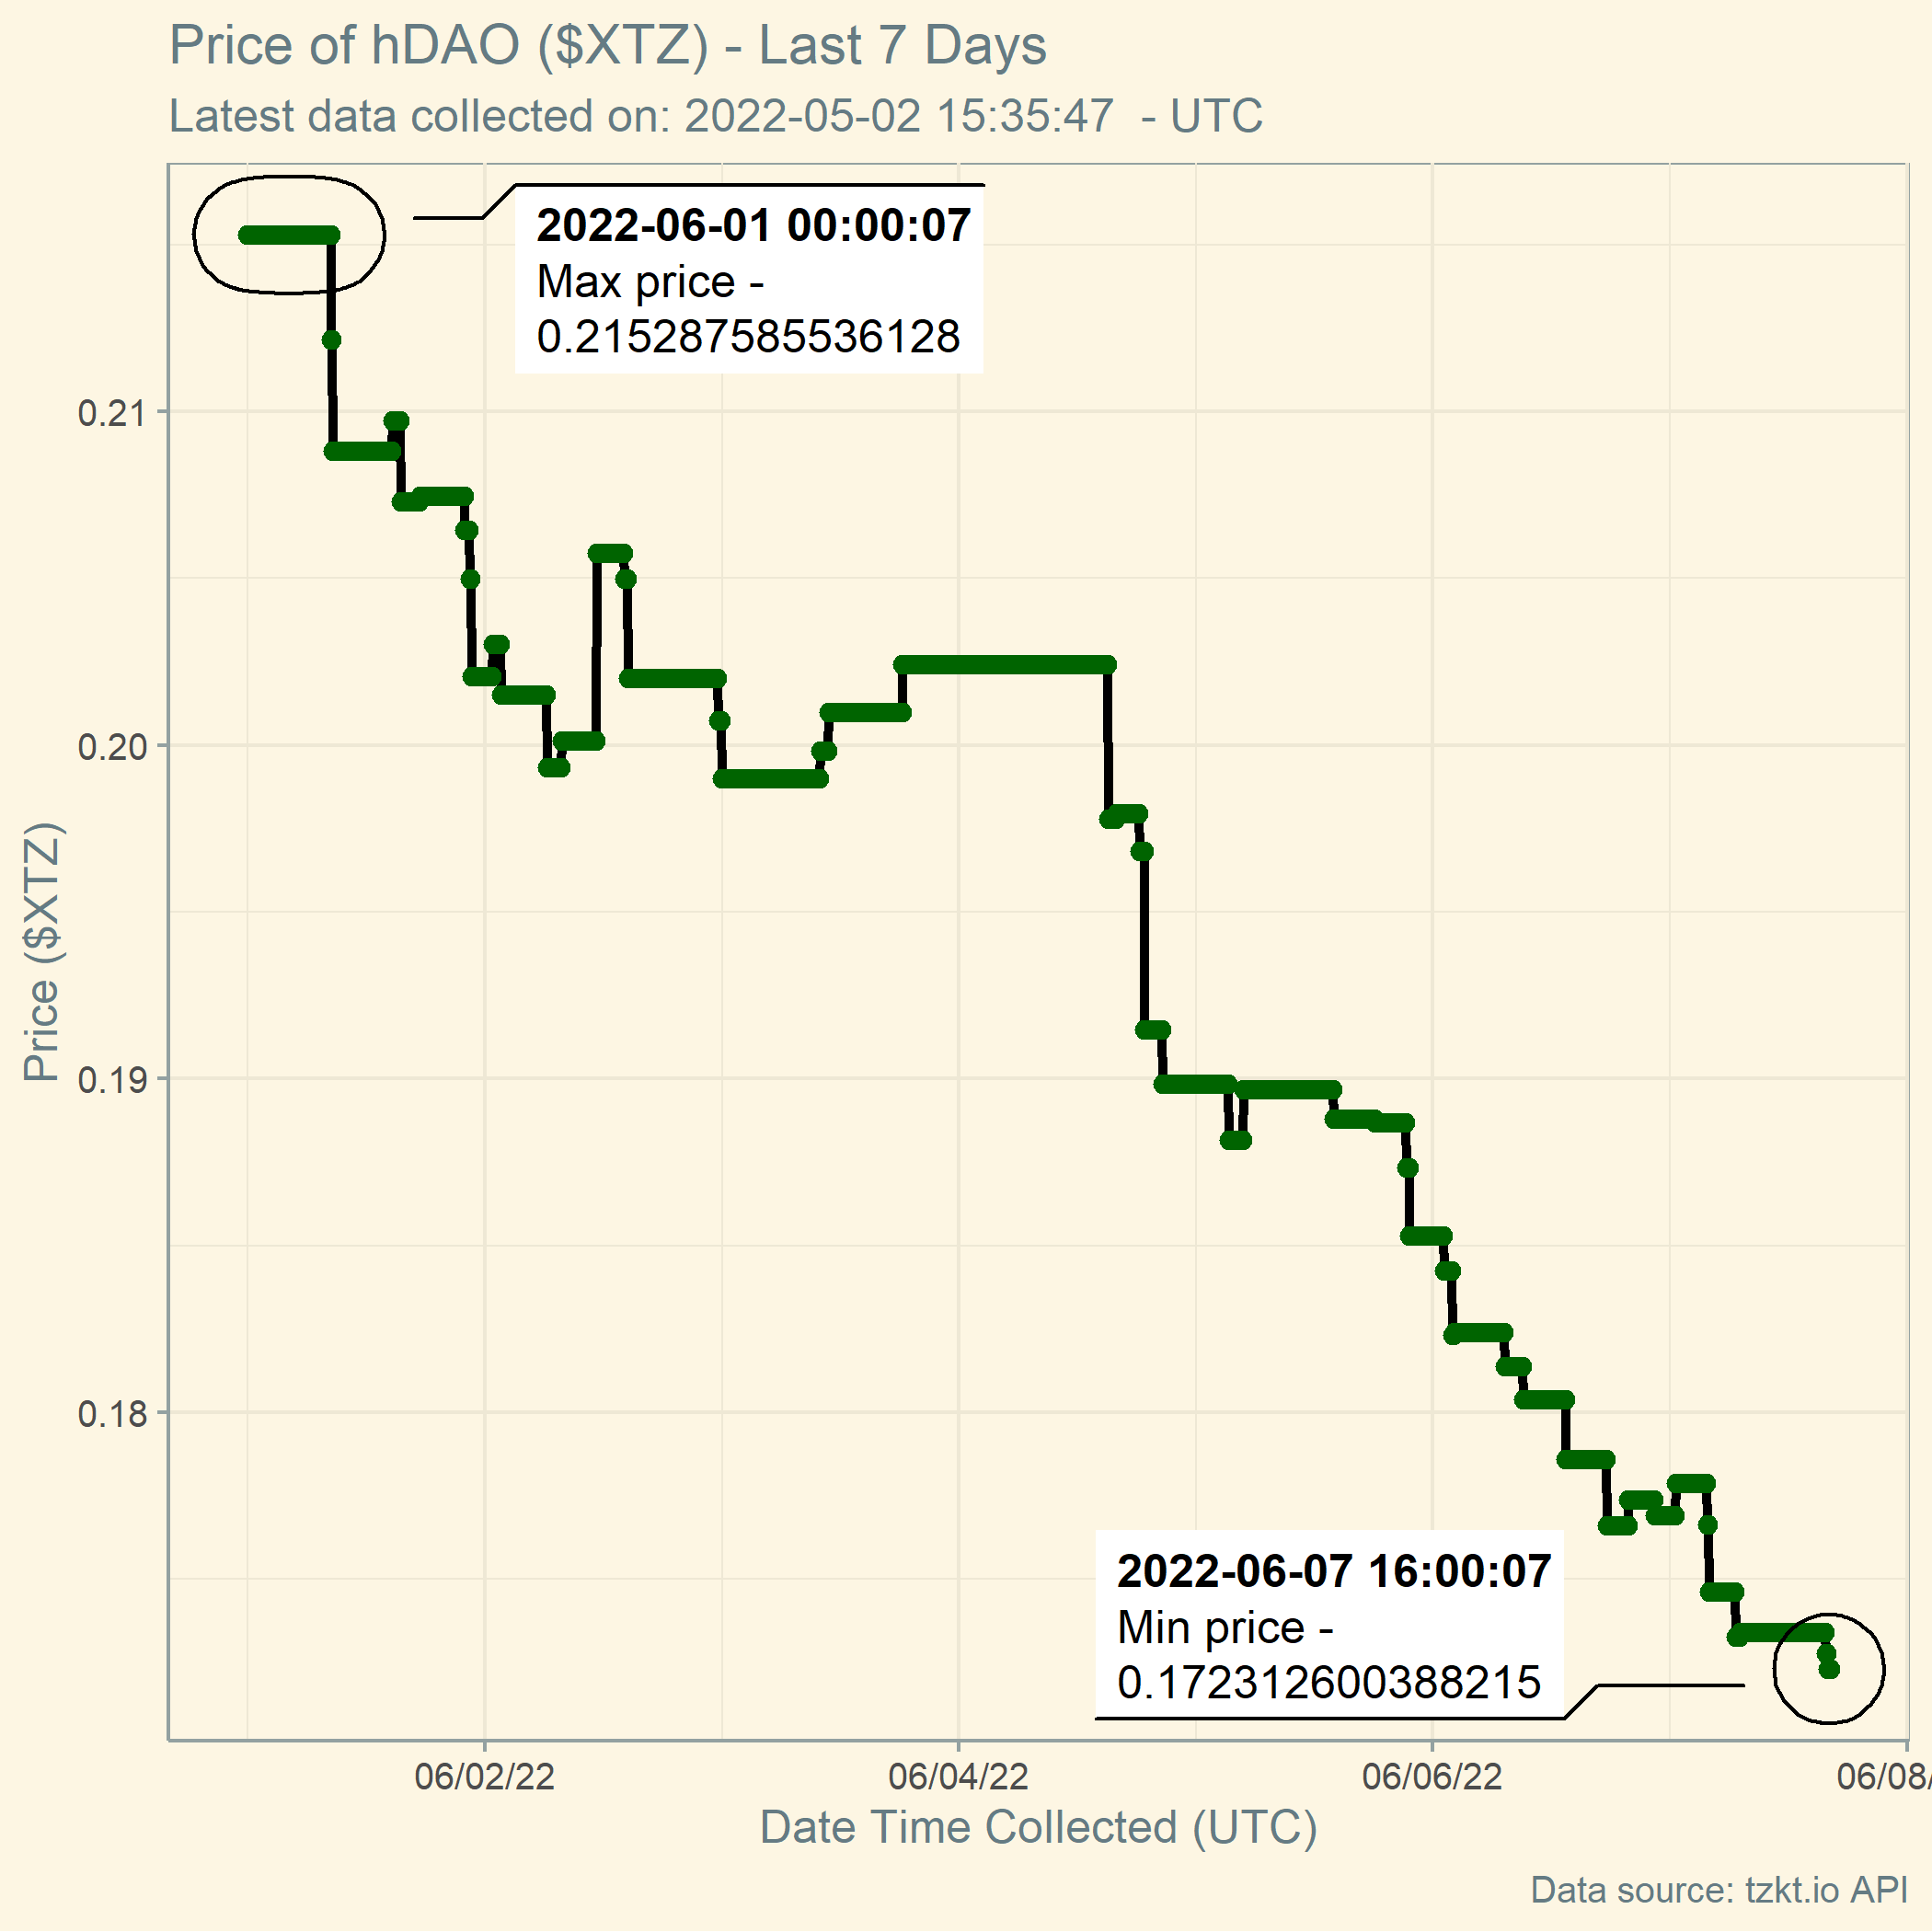 Price of hDAO ($XTZ) - Last 7 Days
Latest data collected on: 2022-05-02 15:35:47  - UTC
2022-06-01 00:00:07
Max price -
0.215287585536128
0.21
0.20
0.19
0.18
Price ($XTZ)
2022-06-07 16:00:07
Min price -
0.172312600388215
06/02/22
06/04/22
06/06/22
06/08/
Date Time Collected (UTC)
Data source: tzkt.io API